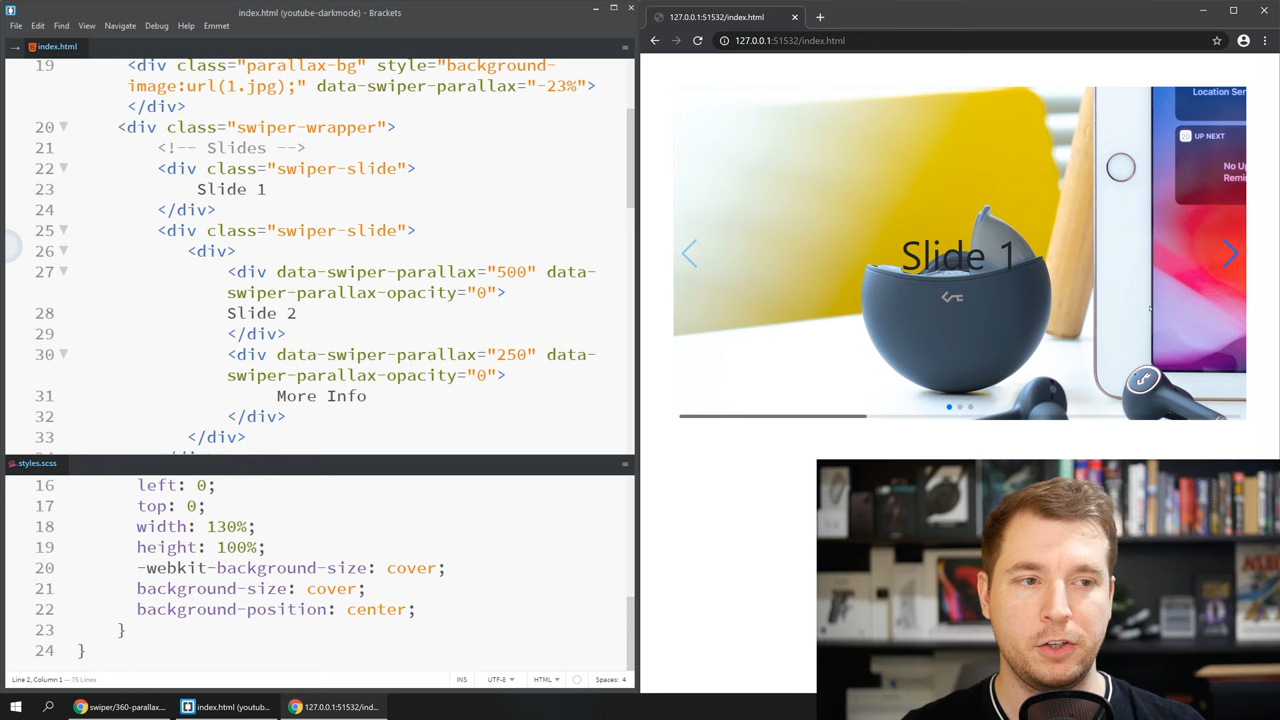 index.html (youtube-darkmode) - Brackets
File Edit Find View Navigate Debug Help Emmet
index.html
19 <div class="parallax-bg" style="background-
image:url(1.jpg);" data-swiper-parallax="-23%">
</div>
20 <div class="swiper-wrapper">
21 <!-- Slides -->
22 <div class="swiper-slide">
23 Slide 1
24 </div>
25 <div class="swiper-slide">
26 <div>
27 <div data-swiper-parallax="500" data-
swiper-parallax-opacity="0">
28 Slide 2
29 </div>
30 <div data-swiper-parallax="250" data-
swiper-parallax-opacity="0">
31 More Info
32 </div>
33 </div>
styles.scss
16 left: 0;
17 top: 0;
18 width: 130%;
19 height: 100%;
20 -webkit-background-size: cover;
21 background-size: cover;
22 background-position: center;
23 }
24 }
Line 2, Column 1 — 75 Lines
INS UTF-8 HTML Spaces: 4
swiper/360-parallax... index.html (youtub... 127.0.0.1:51532/ind...
127.0.0.1:51532/index.html
127.0.0.1:51532/index.html
Location Ser
20 UP NEXT
No Up
Remin
Slide 1